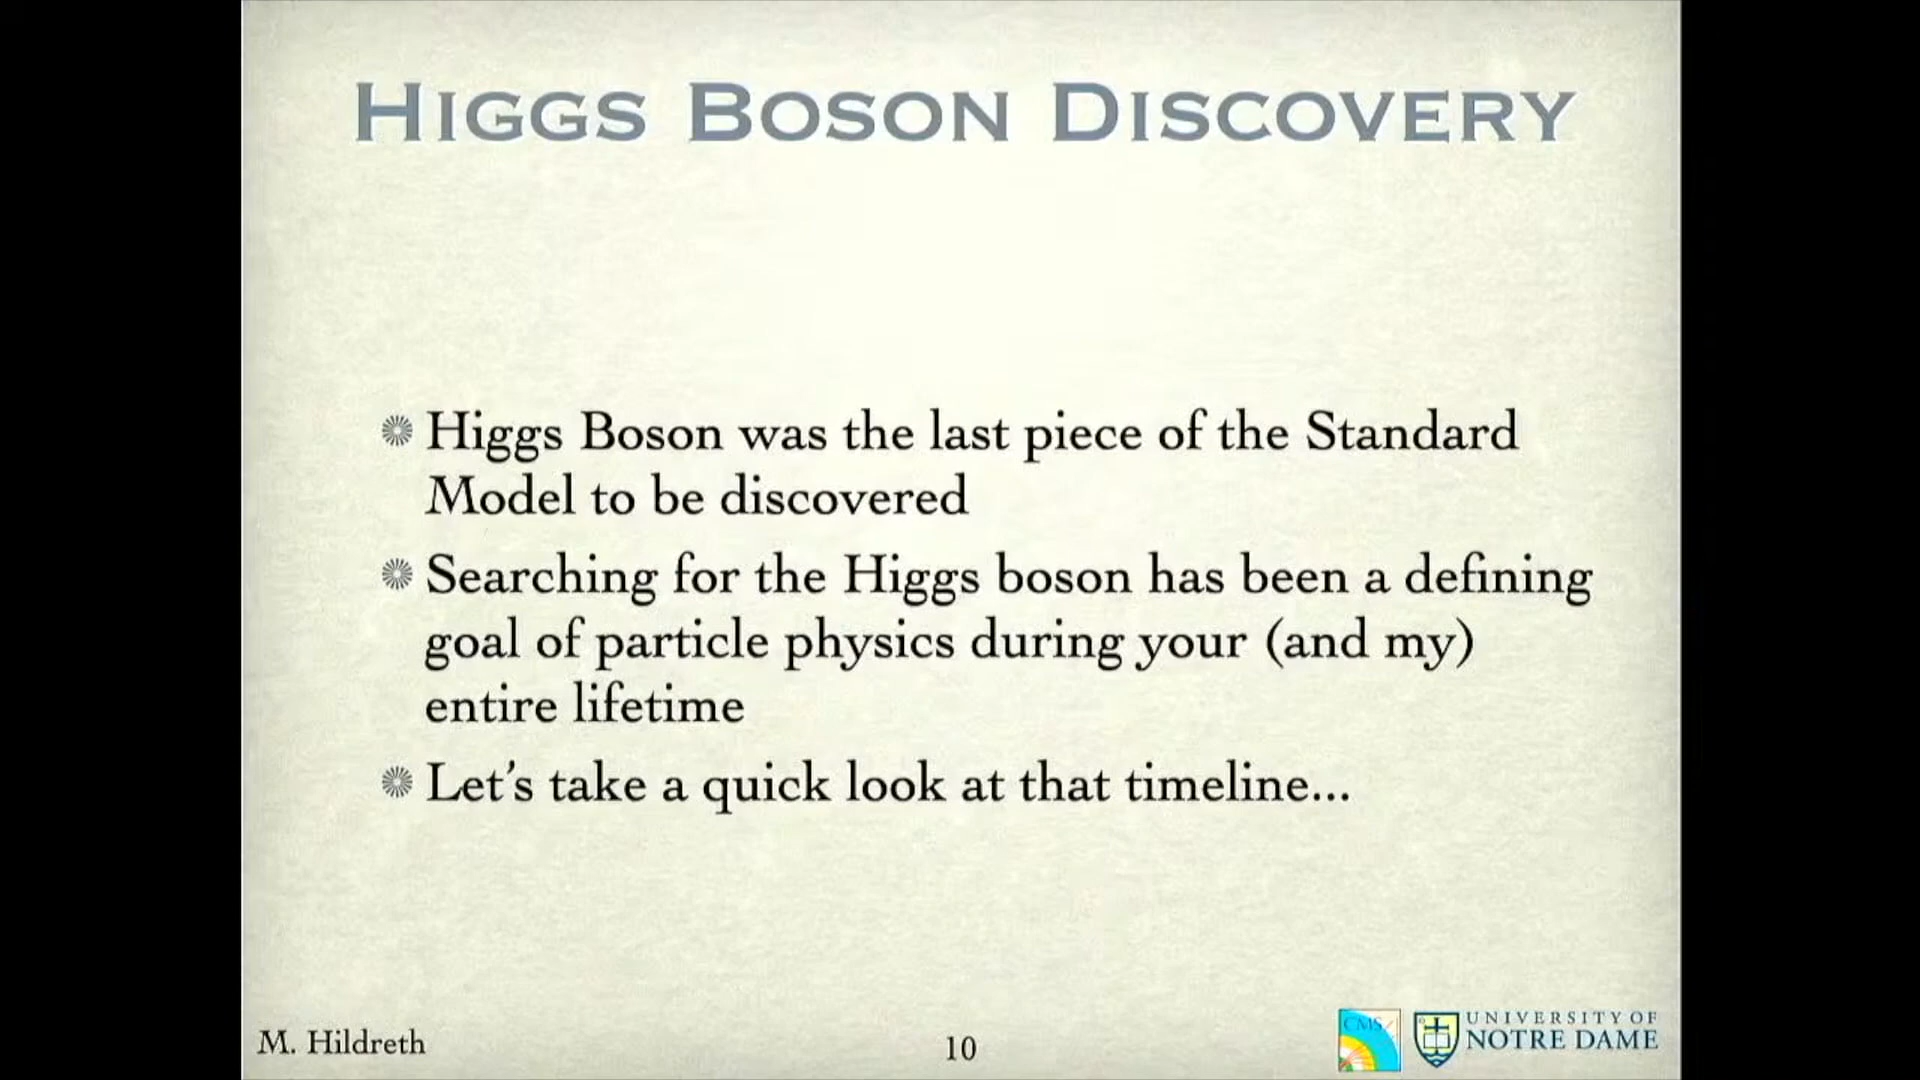 HIGGS BOSON DISCOVERY
Higgs Boson was the last piece of the Standard
Model to be discovered
Searching for the Higgs boson has been a defining
goal of particle physics during your (and my)
entire lifetime
Let's take a quick look at that timeline...
M. Hildreth
10
CMS
UNIVERSITY OF
NOTRE DAME